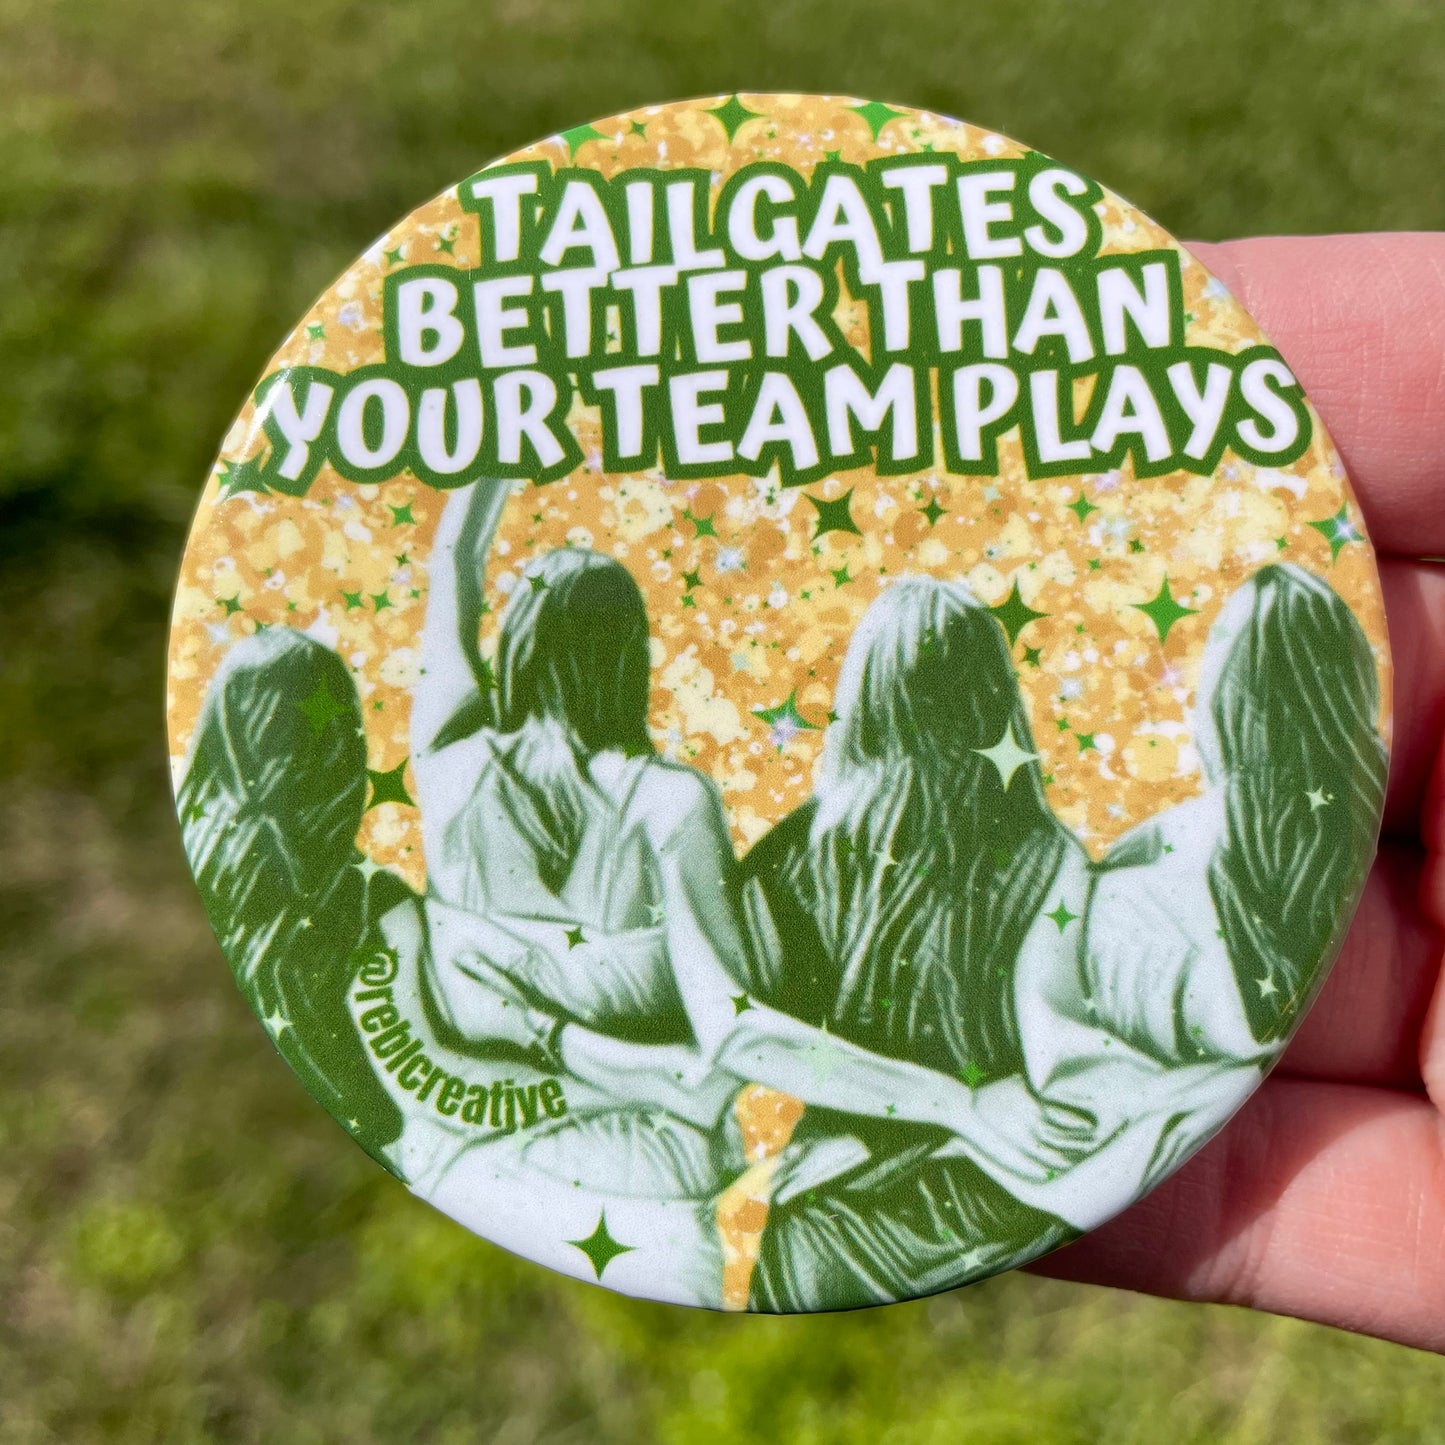 TAILGATES
BETTER THAN
YOUR TEAM PLAYS
@reblcreative